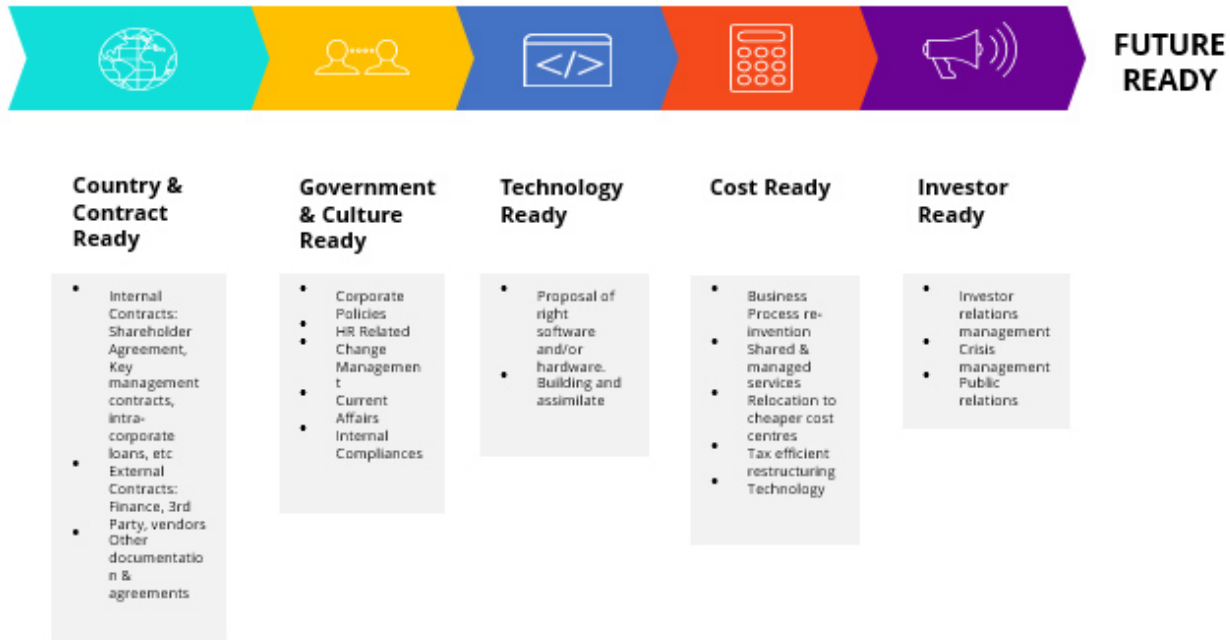 FUTURE
READY
Country &
Contract
Ready
• Internal
Contracts:
Shareholder
Agreement,
Key
management
contracts,
intra-
corporate
loans, etc
• External
Contracts:
Finance, 3rd
Party, vendors
• Other
documentatio
n &
agreements
Government
& Culture
Ready
• Corporate
Policies
• HR Related
• Change
Managemen
t
• Current
Affairs
• Internal
Compliances
Technology
Ready
• Proposal of
right
software
and/or
hardware.
• Building and
assimilate
Cost Ready
• Business
Process re-
invention
• Shared &
managed
services
• Relocation to
cheaper cost
centres
• Tax efficient
restructuring
• Technology
Investor
Ready
• Investor
relations
management
• Crisis
management
• Public
relations